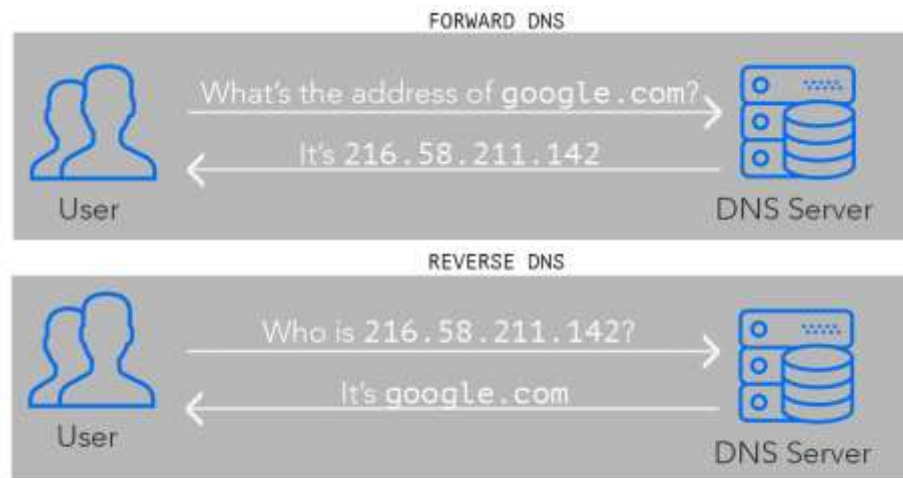 FORWARD DNS
What's the address of google.com?
It's 216.58.211.142
User
DNS Server
REVERSE DNS
Who is 216.58.211.142?
It's google.com
User
DNS Server